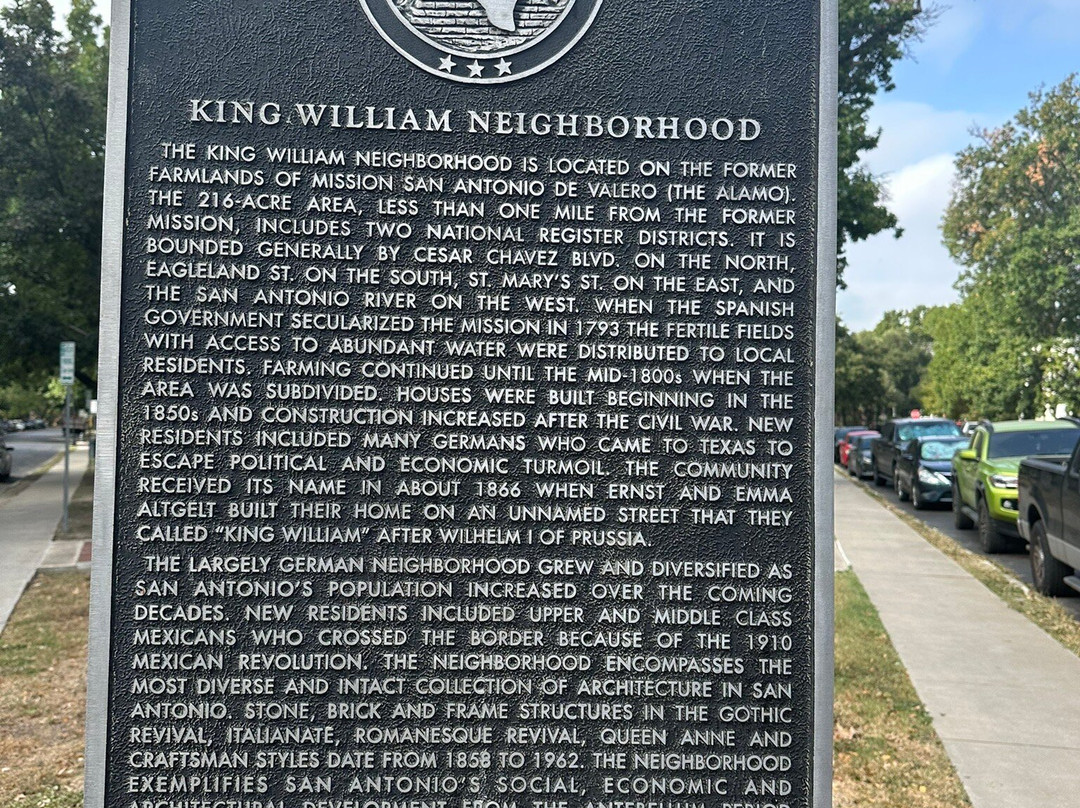 KING WILLIAM NEIGHBORHOOD
THE KING WILLIAM NEIGHBORHOOD IS LOCATED ON THE FORMER
FARMLANDS OF MISSION SAN ANTONIO DE VALERO (THE ALAMO).
THE 216-ACRE AREA, LESS THAN ONE MILE FROM THE FORMER
MISSION, INCLUDES TWO NATIONAL REGISTER DISTRICTS. IT IS
BOUNDED GENERALLY BY CESAR CHAVEZ BLVD. ON THE NORTH,
EAGLELAND ST. ON THE SOUTH, ST. MARY'S ST. ON THE EAST, AND
THE SAN ANTONIO RIVER ON THE WEST. WHEN THE SPANISH
GOVERNMENT SECULARIZED THE MISSION IN 1793 THE FERTILE FIELDS
WITH ACCESS TO ABUNDANT WATER WERE DISTRIBUTED TO LOCAL
RESIDENTS. FARMING CONTINUED UNTIL THE MID-1800s WHEN THE
AREA WAS SUBDIVIDED. HOUSES WERE BUILT BEGINNING IN THE
1850s AND CONSTRUCTION INCREASED AFTER THE CIVIL WAR. NEW
RESIDENTS INCLUDED MANY GERMANS WHO CAME TO TEXAS TO
ESCAPE POLITICAL AND ECONOMIC TURMOIL. THE COMMUNITY
RECEIVED ITS NAME IN ABOUT 1866 WHEN ERNST AND EMMA
ALTGELT BUILT THEIR HOME ON AN UNNAMED STREET THAT THEY
CALLED "KING WILLIAM" AFTER WILHELM I OF PRUSSIA.
THE LARGELY GERMAN NEIGHBORHOOD GREW AND DIVERSIFIED AS
SAN ANTONIO'S POPULATION INCREASED OVER THE COMING
DECADES. NEW RESIDENTS INCLUDED UPPER AND MIDDLE CLASS
MEXICANS WHO CROSSED THE BORDER BECAUSE OF THE 1910
MEXICAN REVOLUTION. THE NEIGHBORHOOD ENCOMPASSES THE
MOST DIVERSE AND INTACT COLLECTION OF ARCHITECTURE IN SAN
ANTONIO. STONE, BRICK AND FRAME STRUCTURES IN THE GOTHIC
REVIVAL, ITALIANATE, ROMANESQUE REVIVAL, QUEEN ANNE AND
CRAFTSMAN STYLES DATE FROM 1858 TO 1962. THE NEIGHBORHOOD
EXEMPLIFIES SAN ANTONIO'S SOCIAL, ECONOMIC AND
ARCHITECTURAL DEVELOPMENT FROM THE ANTEBELLUM PERIOD